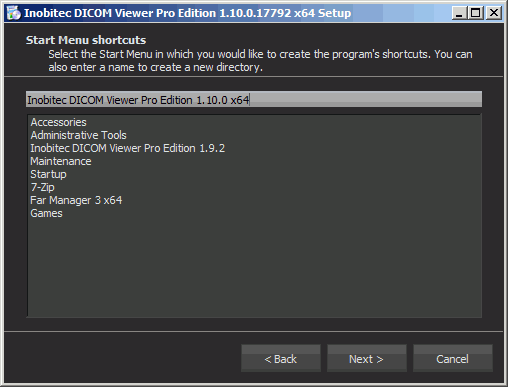 Inobitec DICOM Viewer Pro Edition 1.10.0.17792 x64 Setup
Start Menu shortcuts
Select the Start Menu in which you would like to create the program's shortcuts. You can
also enter a name to create a new directory.
Inobitec DICOM Viewer Pro Edition 1.10.0 x64
Accessories
Administrative Tools
Inobitec DICOM Viewer Pro Edition 1.9.2
Maintenance
Startup
7-Zip
Far Manager 3 x64
Games
< Back Next > Cancel